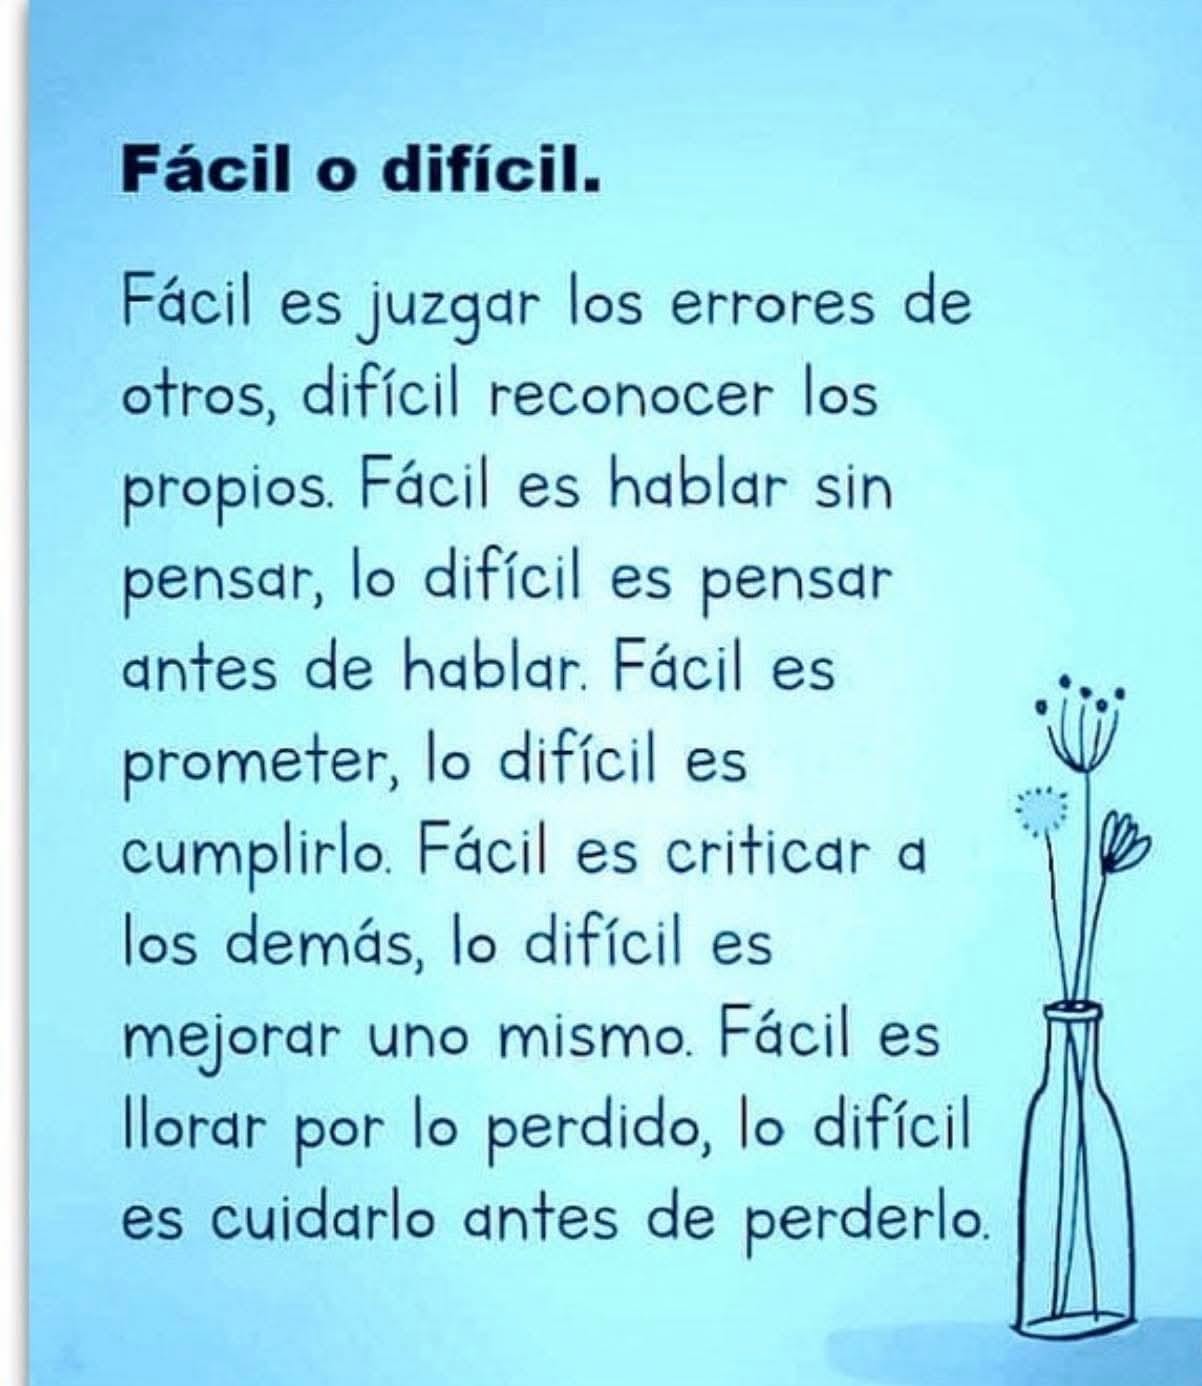 Fácil o difícil.
Fácil es juzgar los errores de
otros, difícil reconocer los
propios. Fácil es hablar sin
pensar, lo difícil es pensar
antes de hablar. Fácil es
prometer, lo difícil es
cumplirlo. Fácil es criticar a
los demás, lo difícil es
mejorar uno mismo. Fácil es
llorar por lo perdido, lo difícil
es cuidarlo antes de perderlo.